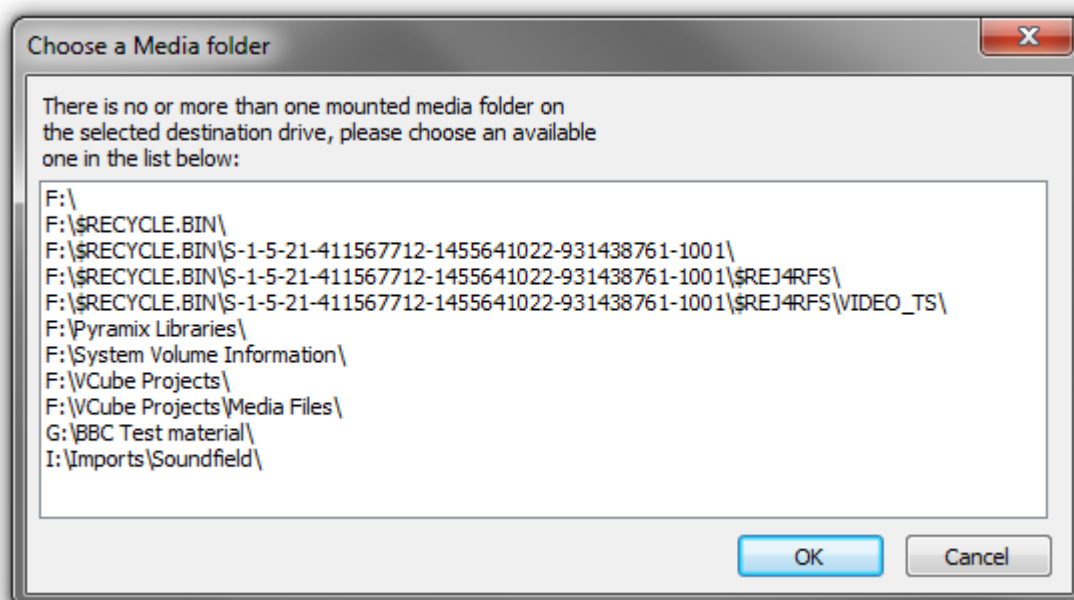 Choose a Media folder
There is no or more than one mounted media folder on
the selected destination drive, please choose an available
one in the list below:
F:\
F:\$RECYCLE.BIN\
F:\$RECYCLE.BIN\S-1-5-21-411567712-1455641022-931438761-1001\
F:\$RECYCLE.BIN\S-1-5-21-411567712-1455641022-931438761-1001\$REJ4RFS\
F:\$RECYCLE.BIN\S-1-5-21-411567712-1455641022-931438761-1001\$REJ4RFS\VIDEO_TS\
F:\Pyramix Libraries\
F:\System Volume Information\
F:\VCube Projects\
F:\VCube Projects\Media Files\
G:\BBC Test material\
I:\Imports\Soundfield\
OK Cancel